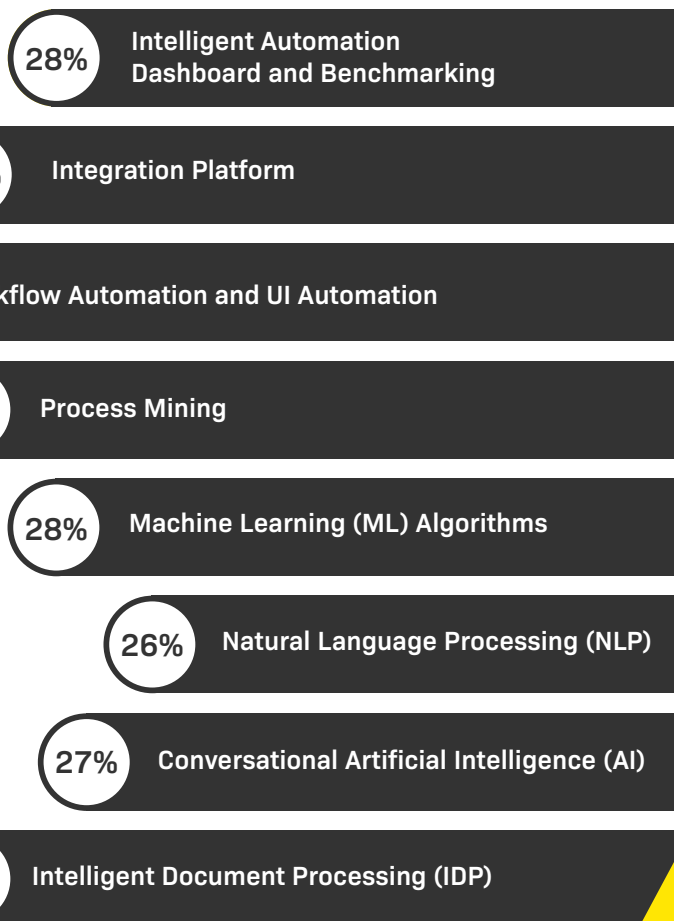 28%
Intelligent Automation
Dashboard and Benchmarking
Integration Platform
Automation and UI Automation
Process Mining
28%
Machine Learning (ML) Algorithms
26%
Natural Language Processing (NLP)
27%
Conversational Artificial Intelligence (AI)
Intelligent Document Processing (IDP)